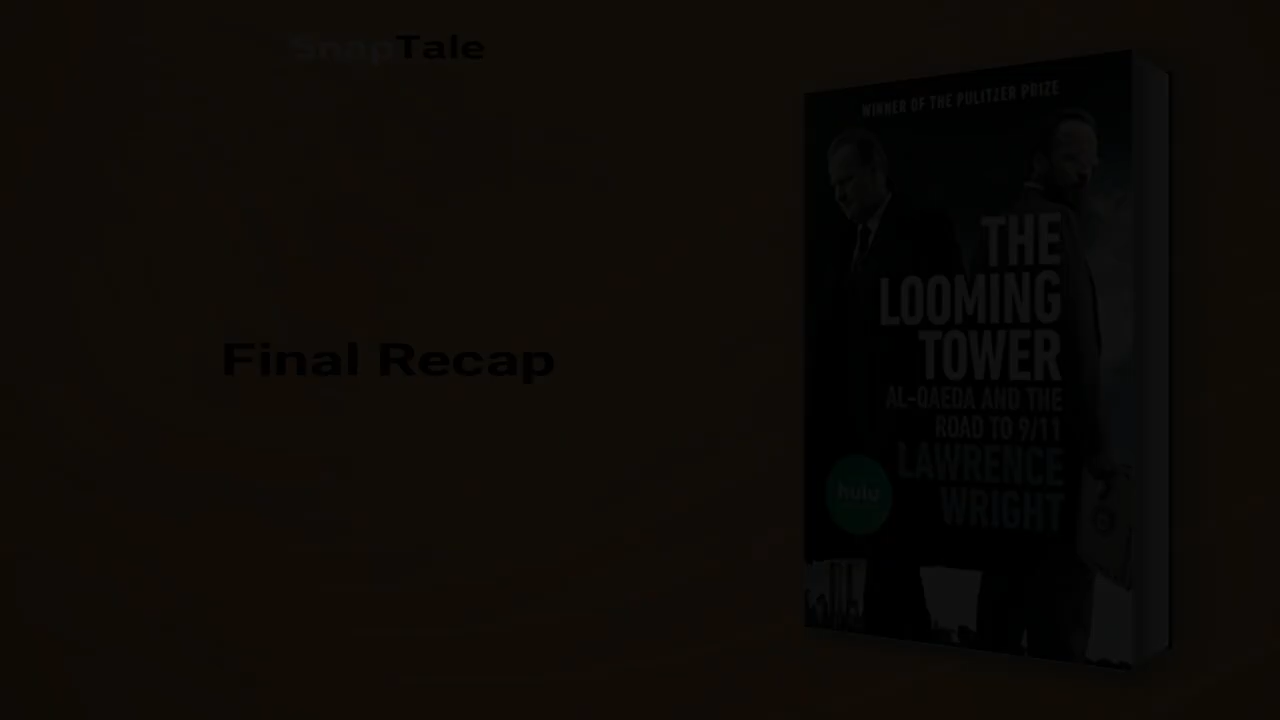 SnapTale
Final Recap
WINNER OF THE PULITZER PRIZE
THE
LOOMING
TOWER
AL-QAEDA AND THE
ROAD TO 9/11
LAWRENCE
WRIGHT
hulu